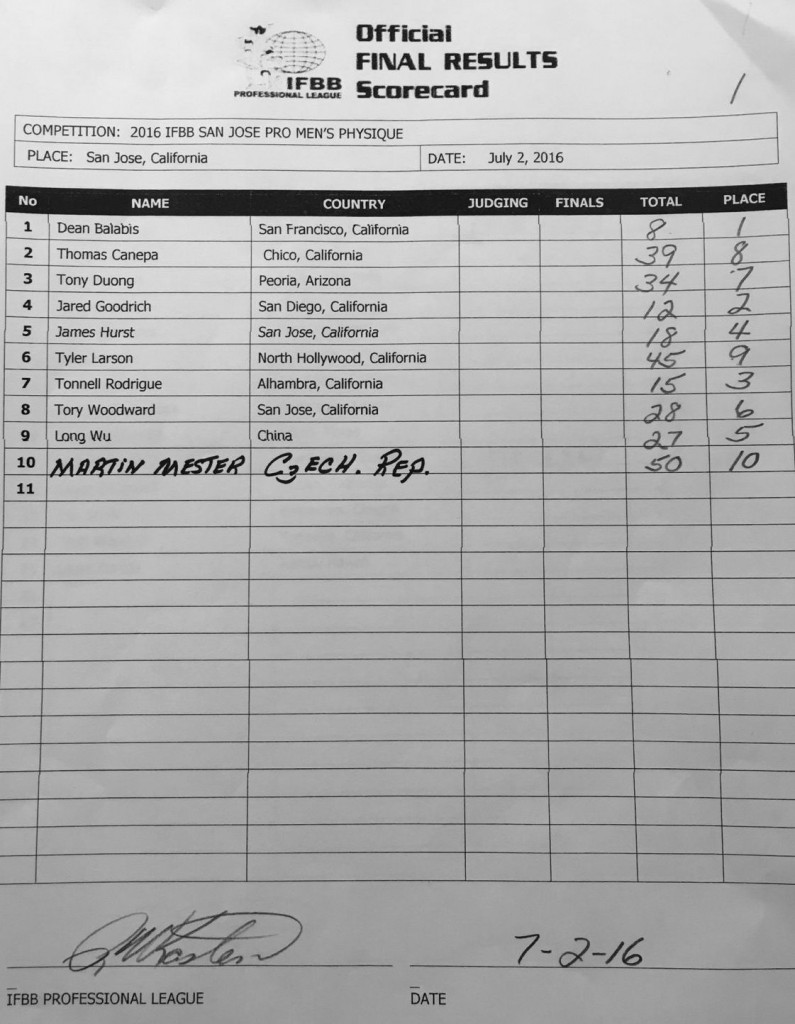 Official
FINAL RESULTS
IFBB
PROFESSIONAL LEAGUE
Scorecard
1
COMPETITION: 2016 IFBB SAN JOSE PRO MEN'S PHYSIQUE
PLACE: San Jose, California DATE: July 2, 2016
No NAME COUNTRY JUDGING FINALS TOTAL PLACE
1 Dean Balabis San Francisco, California 8 1
2 Thomas Canepa Chico, California 39 8
3 Tony Duong Peoria, Arizona 34 7
4 Jared Goodrich San Diego, California 12 2
5 James Hurst San Jose, California 18 4
6 Tyler Larson North Hollywood, California 45 9
7 Tonnell Rodrigue Alhambra, California 15 3
8 Tory Woodward San Jose, California 28 6
9 Long Wu China 27 5
10 MARTIN MESTER CZECH. REP. 50 10
11
7-2-16
IFBB PROFESSIONAL LEAGUE DATE